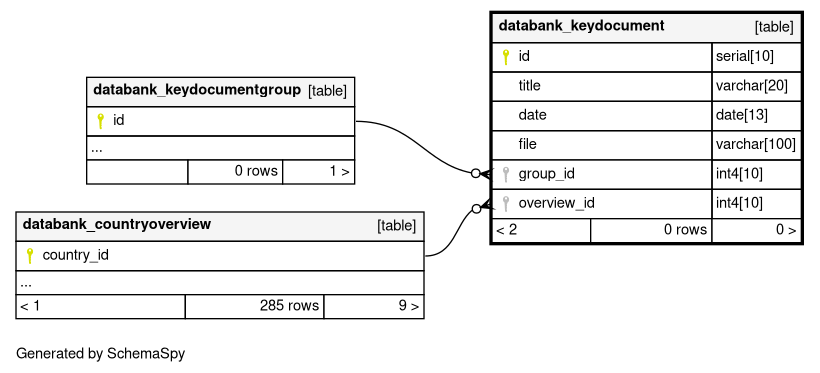 databank_keydocument [table]
id serial[10]
title varchar[20]
date date[13]
file varchar[100]
group_id int4[10]
overview_id int4[10]
< 2 0 rows 0 >
databank_keydocumentgroup [table]
id
...
0 rows 1 >
databank_countryoverview [table]
country_id
...
< 1 285 rows 9 >
Generated by SchemaSpy